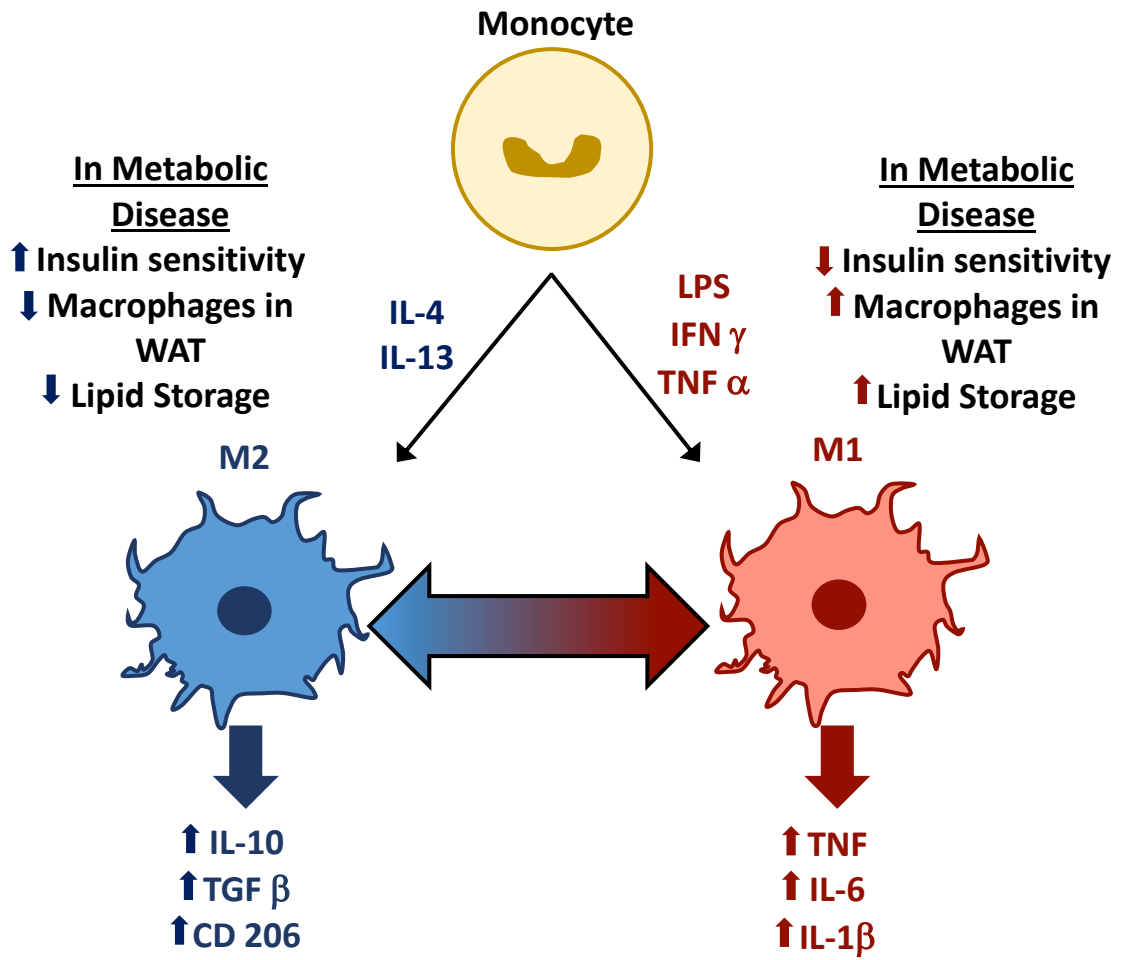 Monocyte
In Metabolic
Disease
Insulin sensitivity
Macrophages in
WAT
Lipid Storage
In Metabolic
Disease
Insulin sensitivity
Macrophages in
WAT
Lipid Storage
IL-4
IL-13
LPS
IFN γ
TNF α
M2
M1
IL-10
TGF β
CD 206
TNF
IL-6
IL-1β